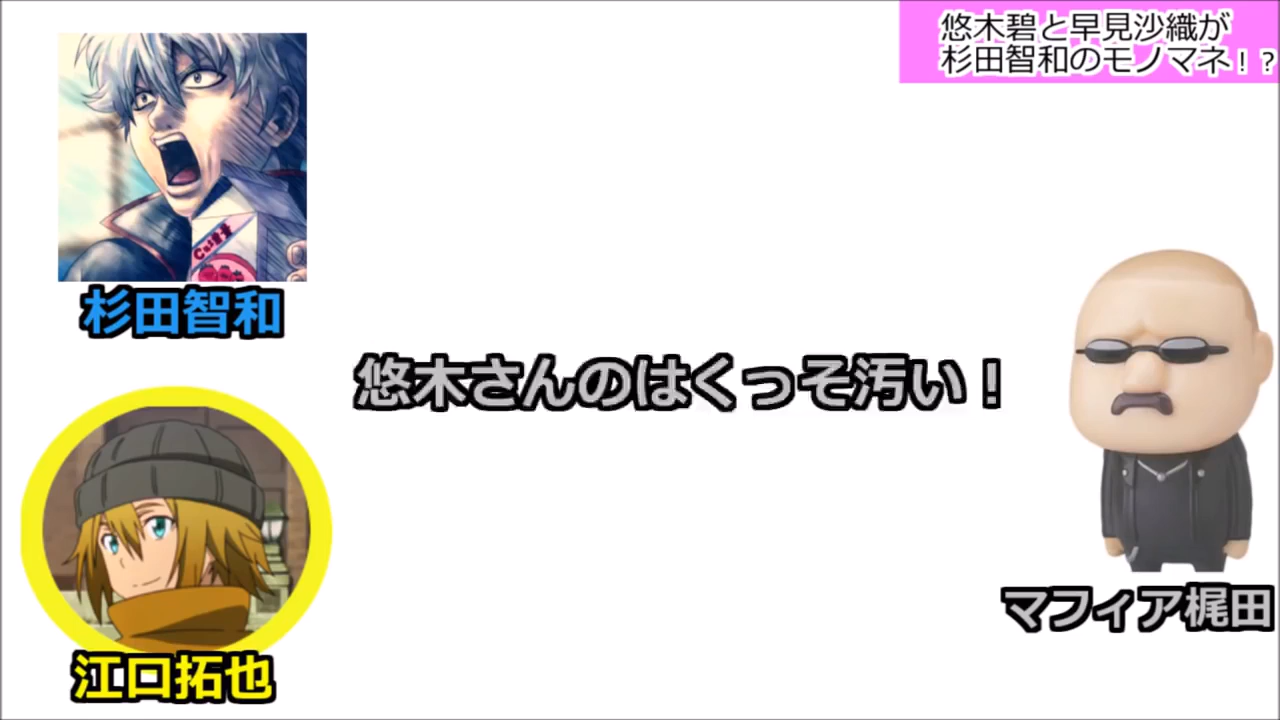 悠木碧と早見沙織が
杉田智和のモノマネ！？
杉田智和
悠木さんのはくっそ汚い！
マフィア梶田
江口拓也